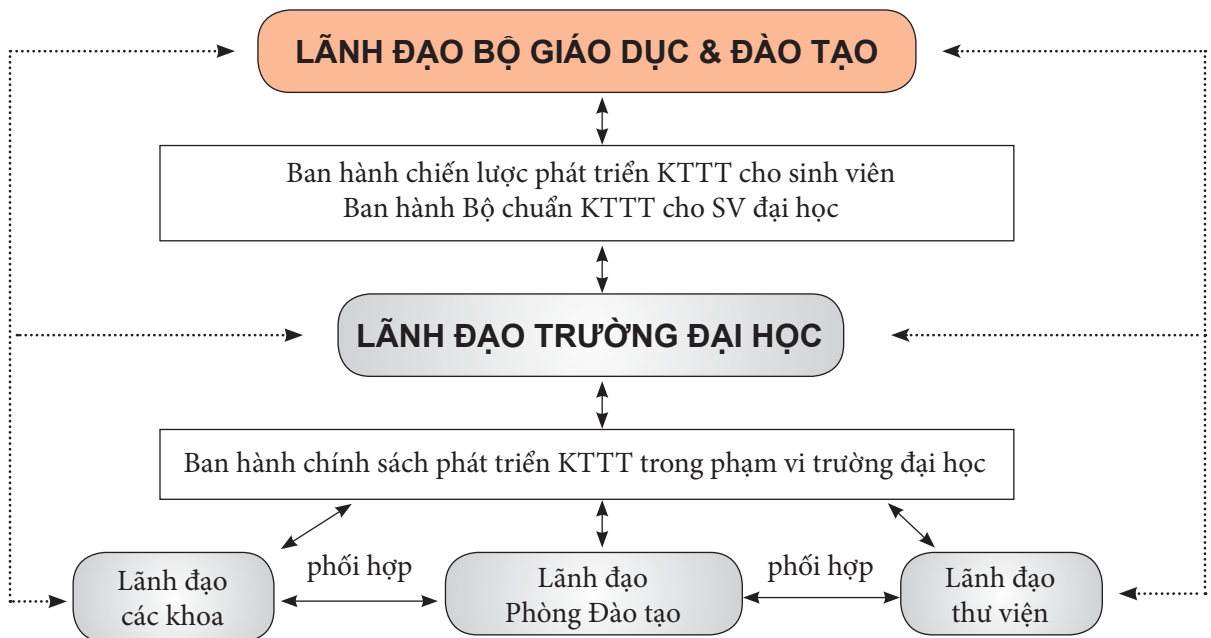 LÃNH ĐẠO BỘ GIÁO DỤC & ĐÀO TẠO
Ban hành chiến lược phát triển KTTT cho sinh viên
Ban hành Bộ chuẩn KTTT cho SV đại học
LÃNH ĐẠO TRƯỜNG ĐẠI HỌC
Ban hành chính sách phát triển KTTT trong phạm vi trường đại học
Lãnh đạo
các khoa
phối hợp
Lãnh đạo
Phòng Đào tạo
phối hợp
Lãnh đạo
thư viện